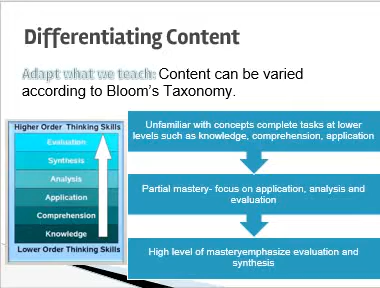 Differentiating Content
Adapt what we teach: Content can be varied
according to Bloom's Taxonomy.
Higher Order Thinking Skills
Evaluation
Synthesis
Analysis
Application
Comprehension
Knowledge
Lower Order Thinking Skills
Unfamiliar with concepts complete tasks at lower
levels such as knowledge, comprehension, application
Partial mastery- focus on application, analysis and
evaluation
High level of masteryemphasize evaluation and
synthesis